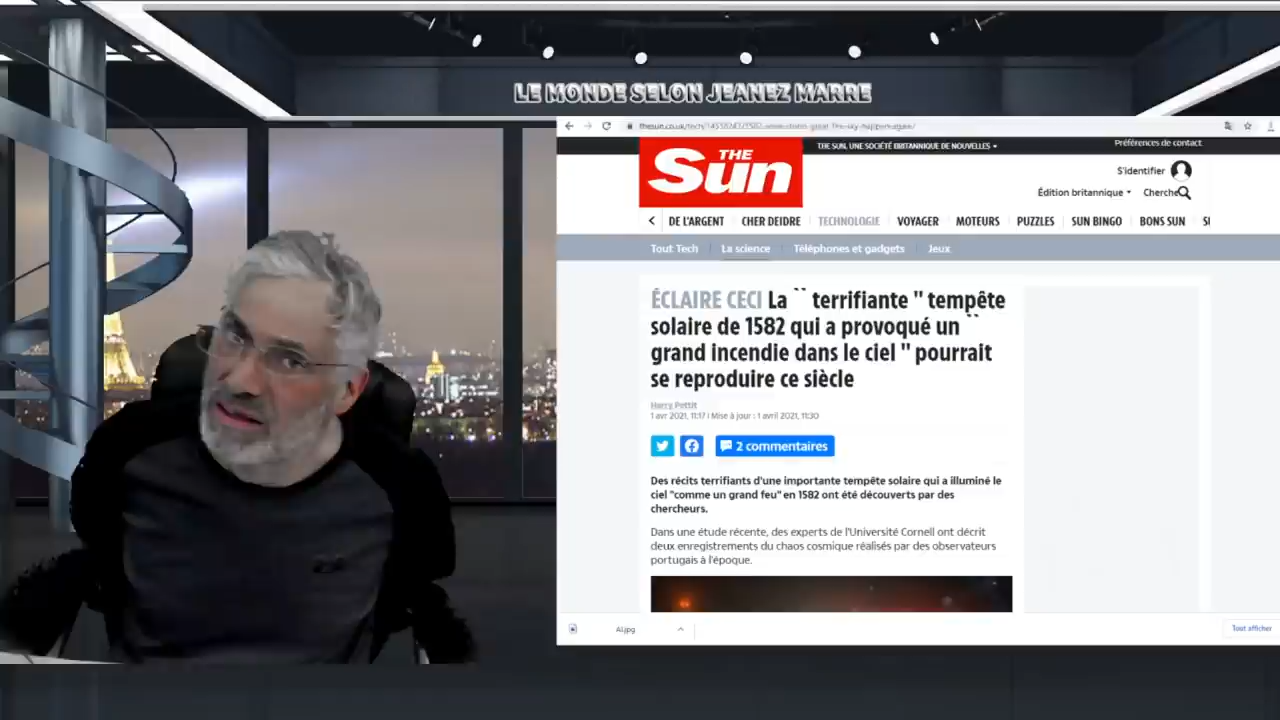 LE MONDE SELON JEANEZ MARRE
THE SUN, UNE SOCIÉTÉ BRITANNIQUE DE NOUVELLES
Préférences de contact
THE
Sun
S'identifier
Édition britannique
Cherche
DE L'ARGENT CHER DEIDRE TECHNOLOGIE VOYAGER MOTEURS PUZZLES SUN BINGO BONS SUN
Tout Tech La science Téléphones et gadgets Jeux
ÉCLAIRE CECI La `` terrifiante " tempête
solaire de 1582 qui a provoqué un ``
grand incendie dans le ciel " pourrait
se reproduire ce siècle
Harry Pettit
1 avr 2021, 11:17 | Mise à jour : 1 avril 2021, 11:30
2 commentaires
Des récits terrifiants d'une importante tempête solaire qui a illuminé le
ciel "comme un grand feu" en 1582 ont été découverts par des
chercheurs.
Dans une étude récente, des experts de l'Université Cornell ont décrit
deux enregistrements du chaos cosmique réalisés par des observateurs
portugais à l'époque.
AI.jpg
Tout afficher